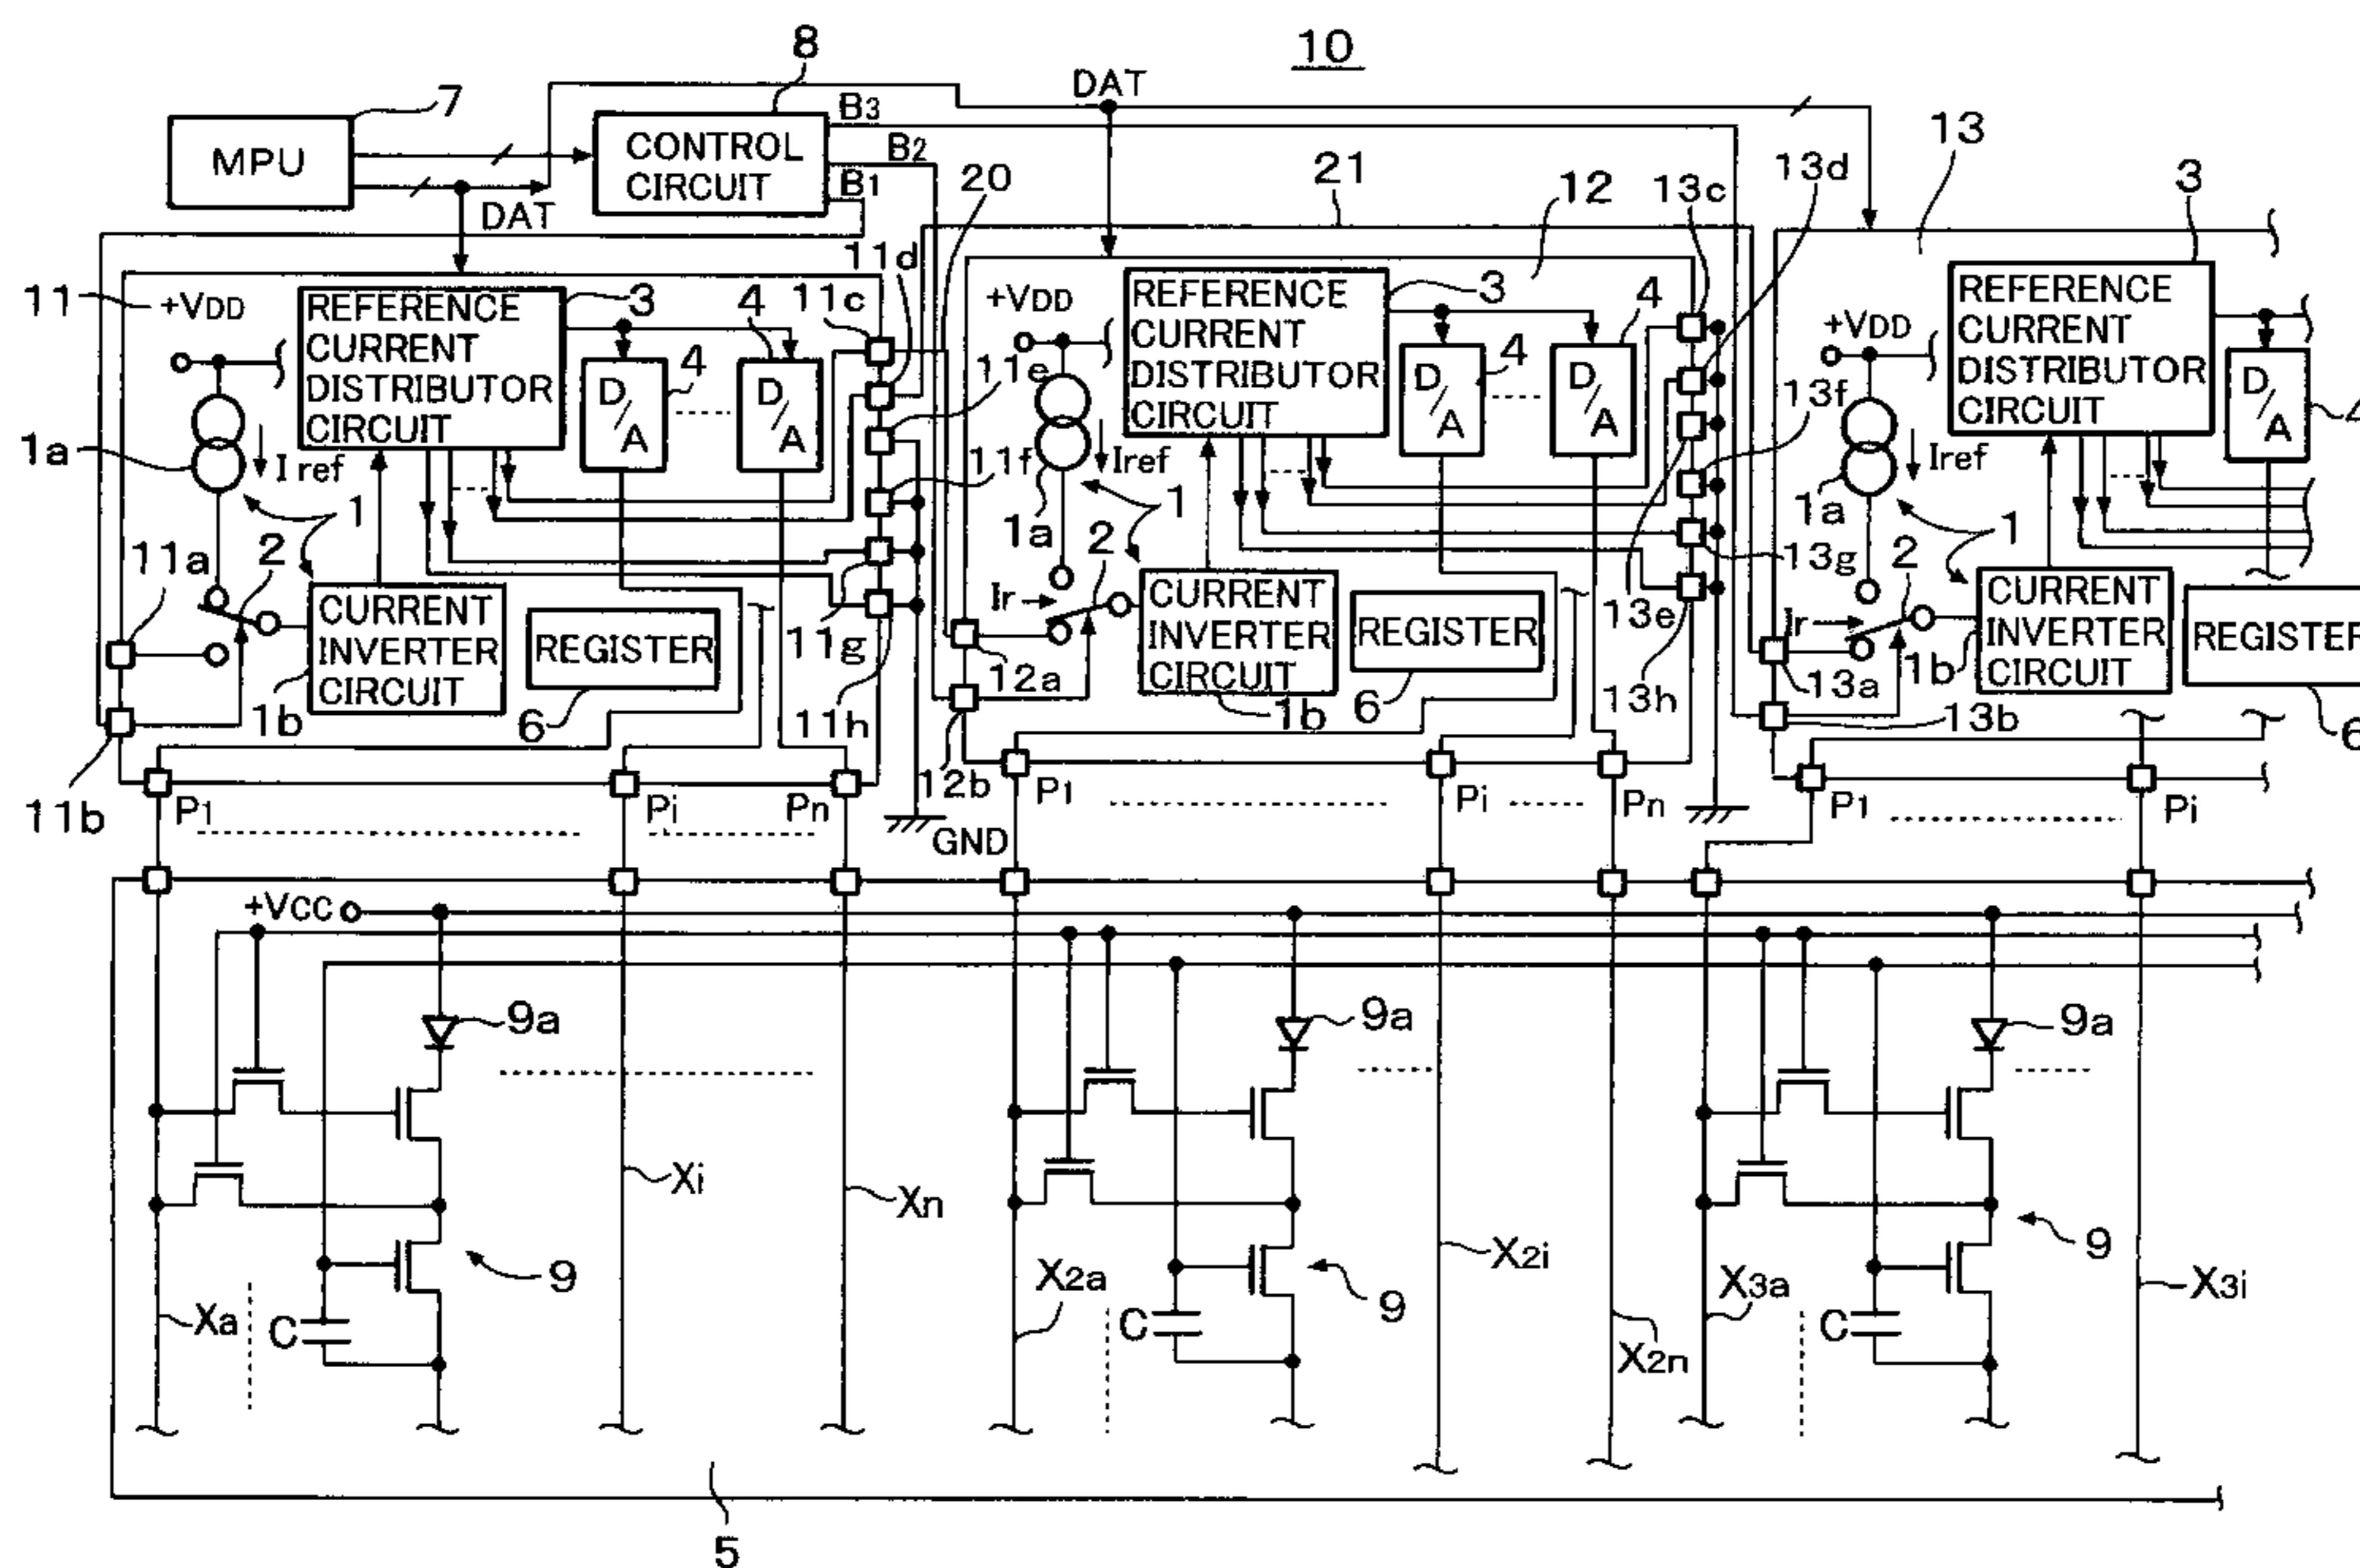 10
8
7
MPU
CONTROL
CIRCUIT
B3
B2
B1
DAT
DAT
20
21
12
13c
13d
13
3
11
+VDD
REFERENCE
CURRENT
DISTRIBUTOR
CIRCUIT
3
4
4
D/A
D/A
11c
11d
11e
11f
1a
Iref
1
11a
2
CURRENT
INVERTER
CIRCUIT
1b
REGISTER
6
11g
11h
11b
P1
Pi
Pn
GND
+VDD
REFERENCE
CURRENT
DISTRIBUTOR
CIRCUIT
3
4
4
D/A
D/A
1a
Iref
1
2
Ir
CURRENT
INVERTER
CIRCUIT
1b
REGISTER
6
12a
12b
13f
13g
13e
13h
P1
Pi
Pn
+VDD
REFERENCE
CURRENT
DISTRIBUTOR
CIRCUIT
D/A
4
1a
Iref
1
2
Ir
CURRENT
INVERTER
CIRCUIT
1b
REGISTER
6
13a
13b
P1
Pi
+VCC
9a
9a
9a
Xi
Xn
9
Xa
C
X2a
C
9
X2i
X2n
X3a
C
9
X3i
5